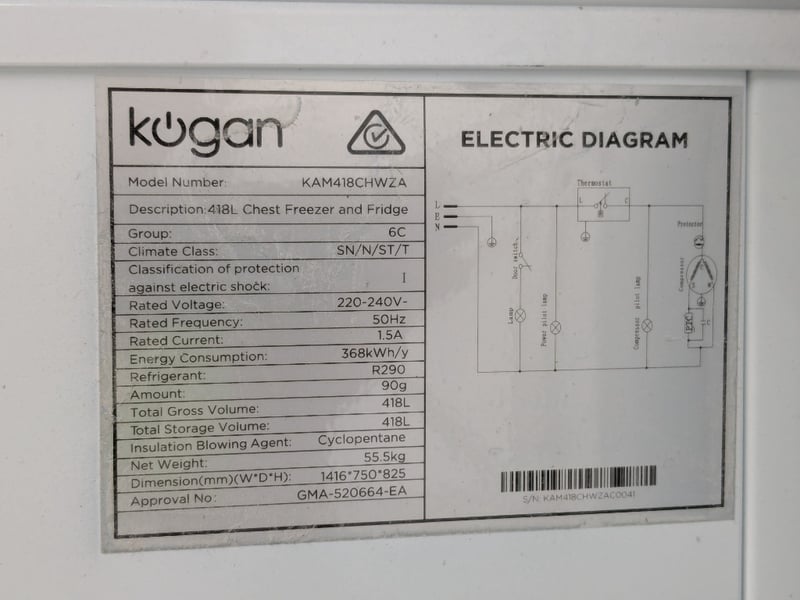 kogan
Model Number: KAM418CHWZA
Description: 418L Chest Freezer and Fridge
Group: 6C
Climate Class: SN/N/ST/T
Classification of protection
against electric shock: I
Rated Voltage: 220-240V~
Rated Frequency: 50Hz
Rated Current: 1.5A
Energy Consumption: 368kWh/y
Refrigerant: R290
Amount: 90g
Total Gross Volume: 418L
Total Storage Volume: 418L
Insulation Blowing Agent: Cyclopentane
Net Weight: 55.5kg
Dimension(mm)(W*D*H): 1416*750*825
Approval No: GMA-520664-EA
ELECTRIC DIAGRAM
Thermostat
L C
L
E
N
Door switch
Lamp
Power pilot lamp
Compressor pilot lamp
Protector
Compressor
PTC
C
S/N: KAM418CHWZAC0041